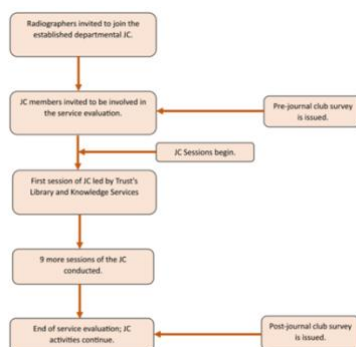 Radiographers invited to join the
established departmental JC.
JC members invited to be involved in
the service evaluation.
Pre-journal club survey
is issued.
JC Sessions begin.
First session of JC led by Trust's
Library and Knowledge Services
9 more sessions of the JC
conducted.
End of service evaluation; JC
activities continue.
Post-journal club survey
is issued.